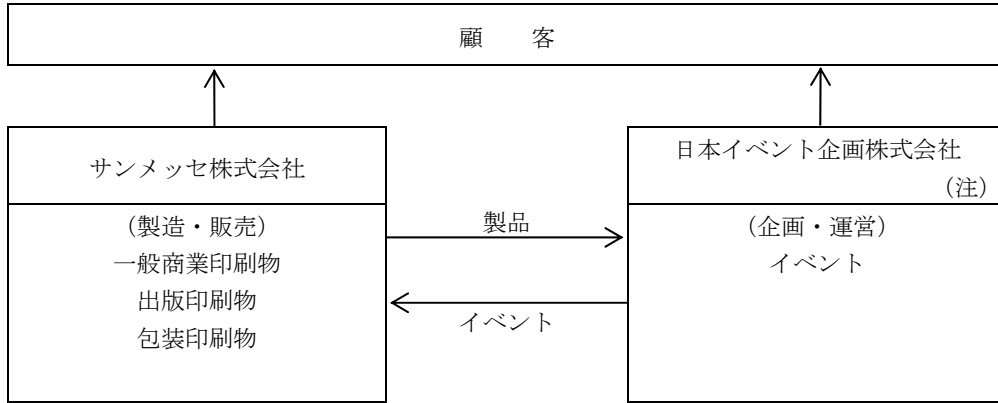 顧　客
サンメッセ株式会社
日本イベント企画株式会社
（注）
（製造・販売）
一般商業印刷物
出版印刷物
包装印刷物
製品
イベント
（企画・運営）
イベント